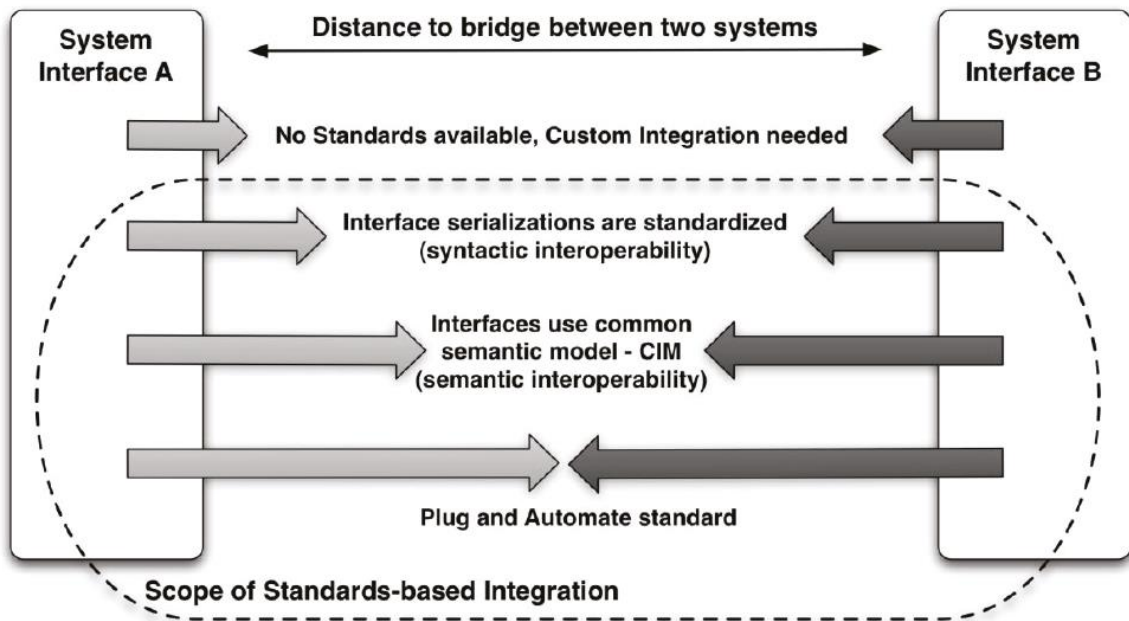 Distance to bridge between two systems
System
Interface A
System
Interface B
No Standards available, Custom Integration needed
Interface serializations are standardized
(syntactic interoperability)
Interfaces use common
semantic model - CIM
(semantic interoperability)
Plug and Automate standard
Scope of Standards-based Integration